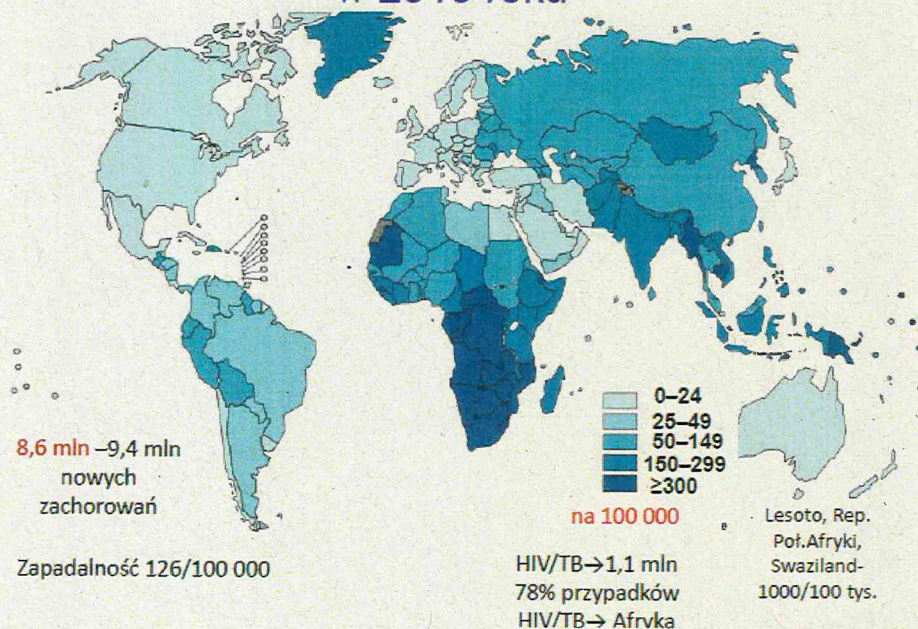 8,6 mln –9,4 mln
nowych
zachorowań
Zapadalność 126/100 000
0–24
25–49
50–149
150–299
≥300
na 100 000
HIV/TB→1,1 mln
78% przypadków
HIV/TB→ Afryka
Lesoto, Rep.
Poł.Afryki,
Swaziland-
1000/100 tys.